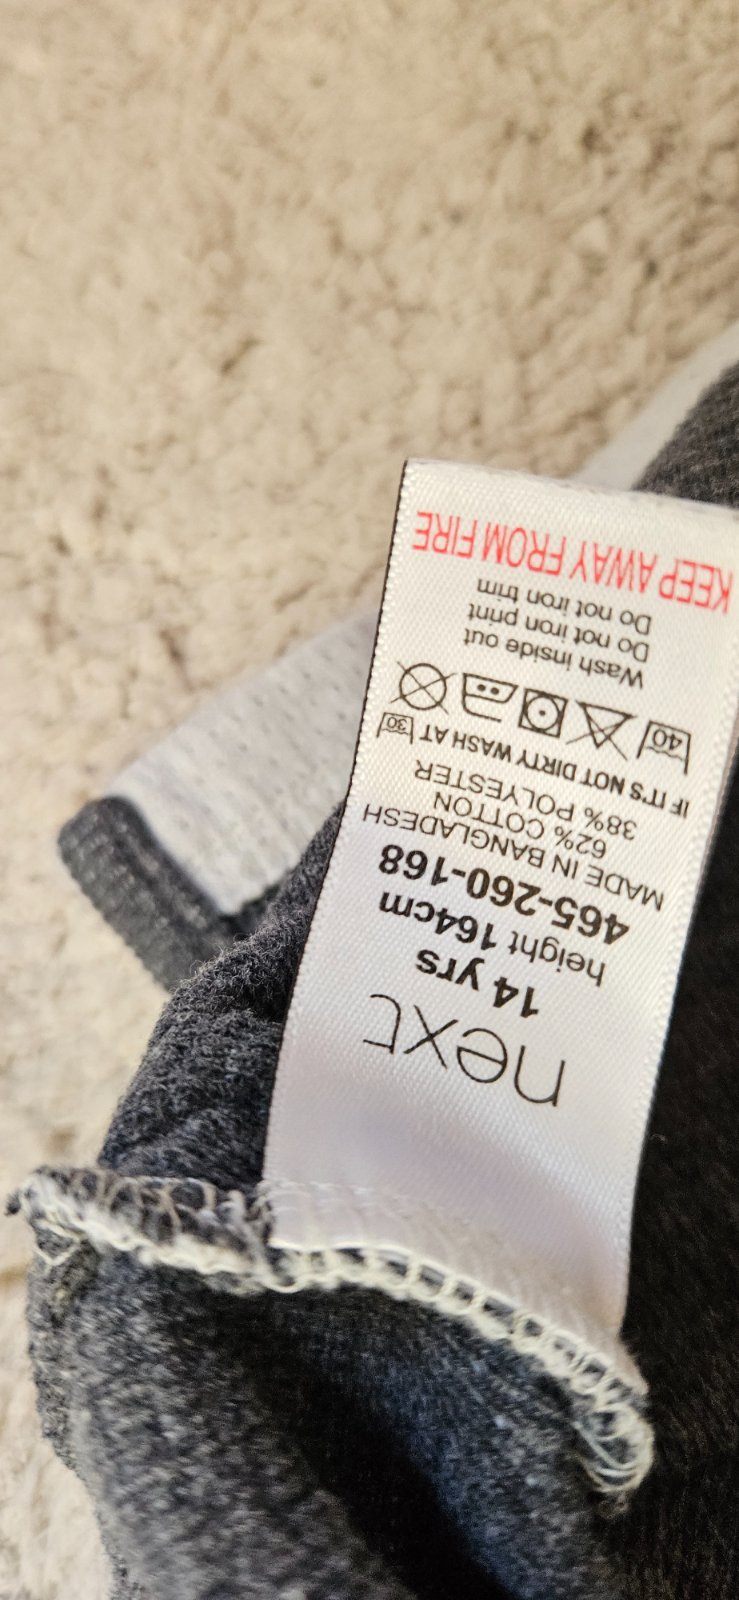 next
14 yrs
height 164cm
465-260-168
MADE IN BANGLADESH
62% COTTON
38% POLYESTER
IF IT'S NOT DIRTY WASH AT 30
40
Wash inside out
Do not iron print
Do not iron trim
KEEP AWAY FROM FIRE